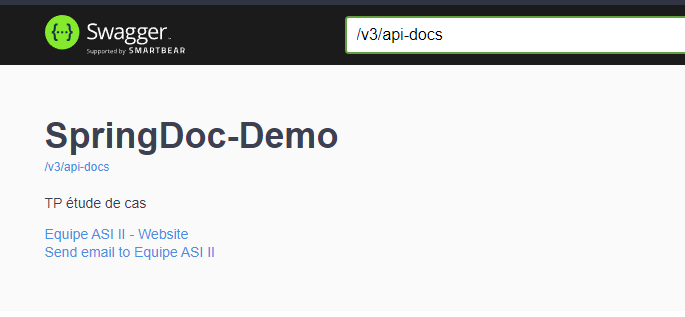 Swagger
Supported by SMARTBEAR
/v3/api-docs
SpringDoc-Demo
/v3/api-docs
TP étude de cas
Equipe ASI II - Website
Send email to Equipe ASI II